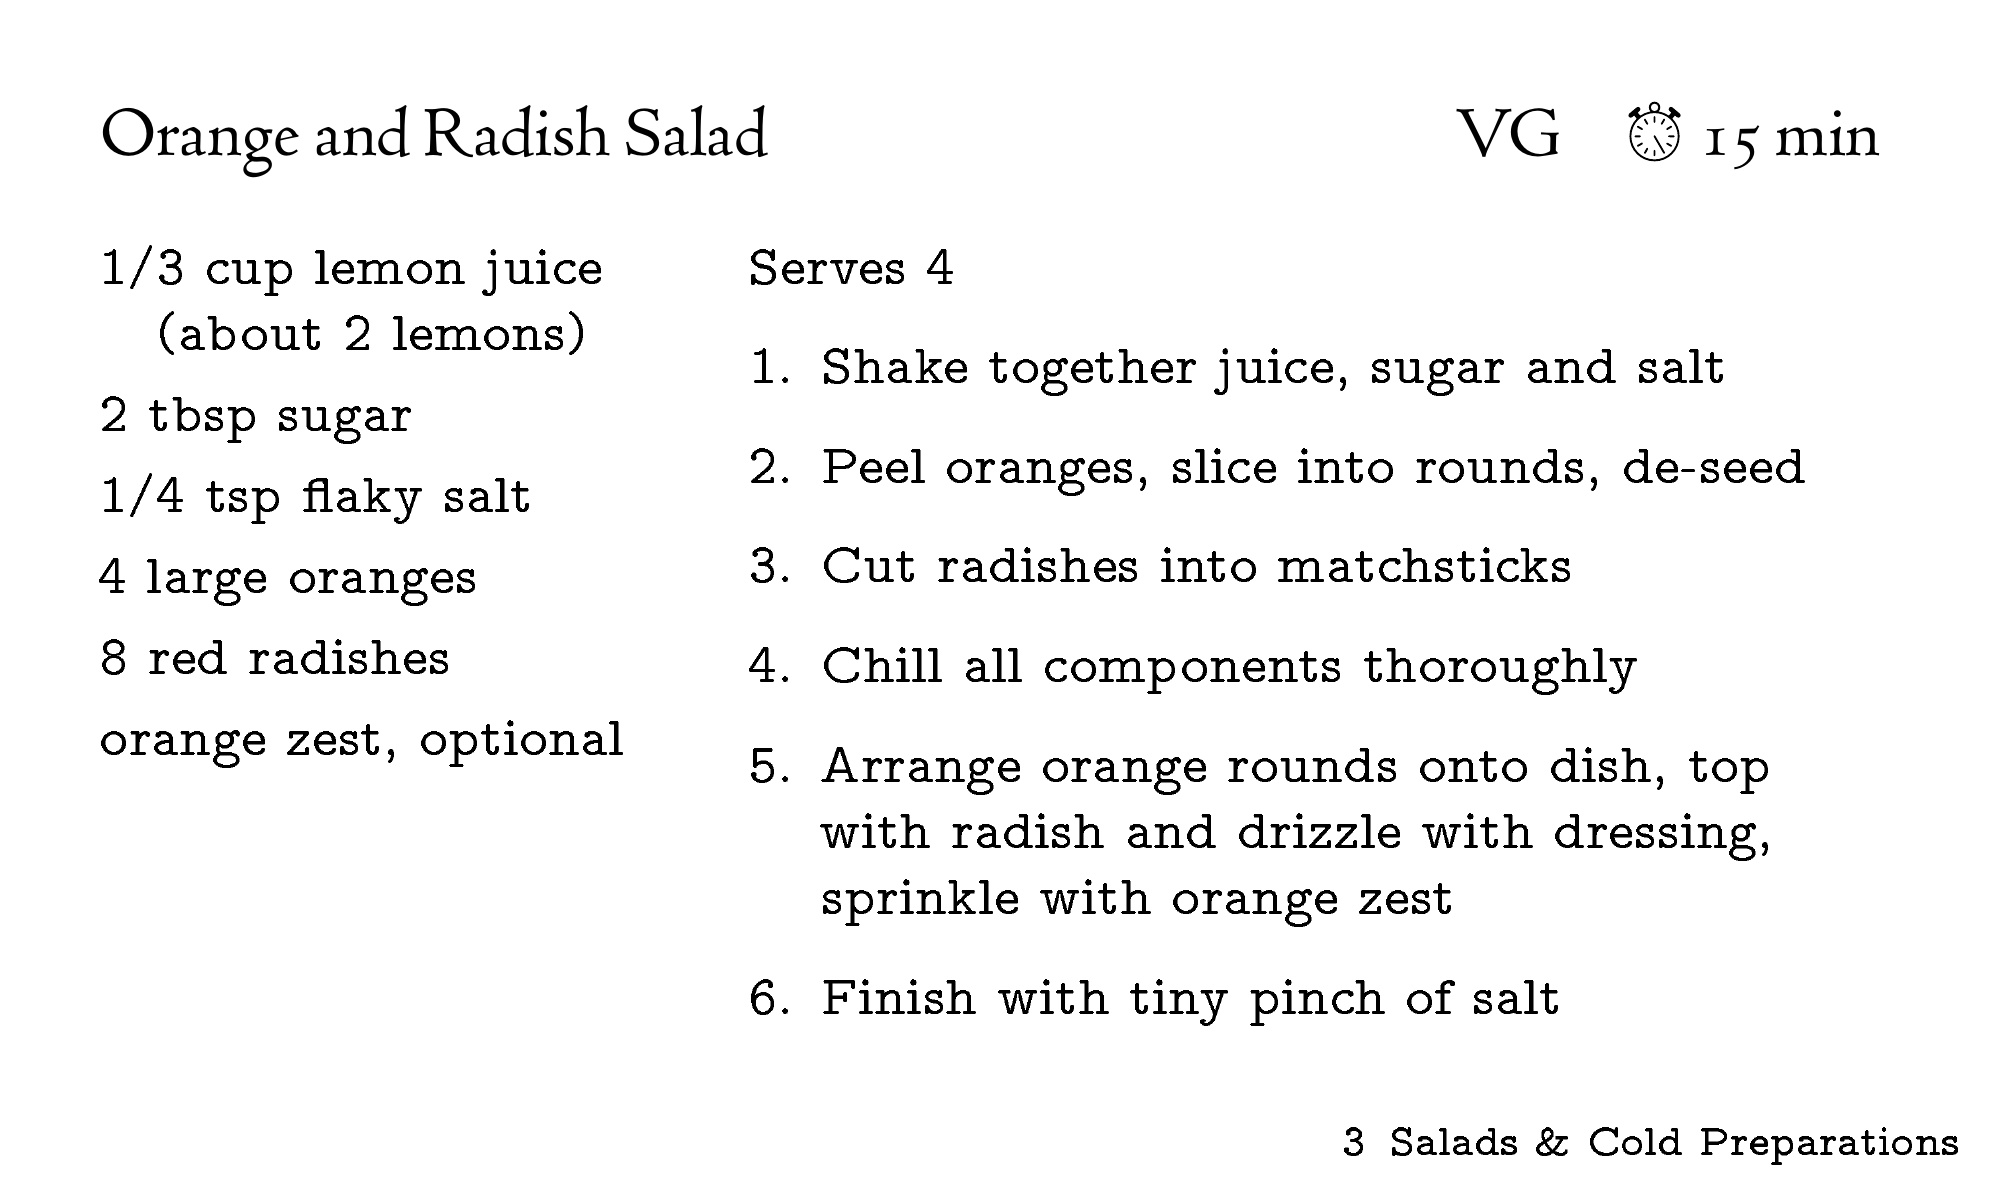 Orange and Radish Salad
VG 15 min
1/3 cup lemon juice
(about 2 lemons)
2 tbsp sugar
1/4 tsp flaky salt
4 large oranges
8 red radishes
orange zest, optional
Serves 4
1. Shake together juice, sugar and salt
2. Peel oranges, slice into rounds, de-seed
3. Cut radishes into matchsticks
4. Chill all components thoroughly
5. Arrange orange rounds onto dish, top
with radish and drizzle with dressing,
sprinkle with orange zest
6. Finish with tiny pinch of salt
3 Salads & Cold Preparations